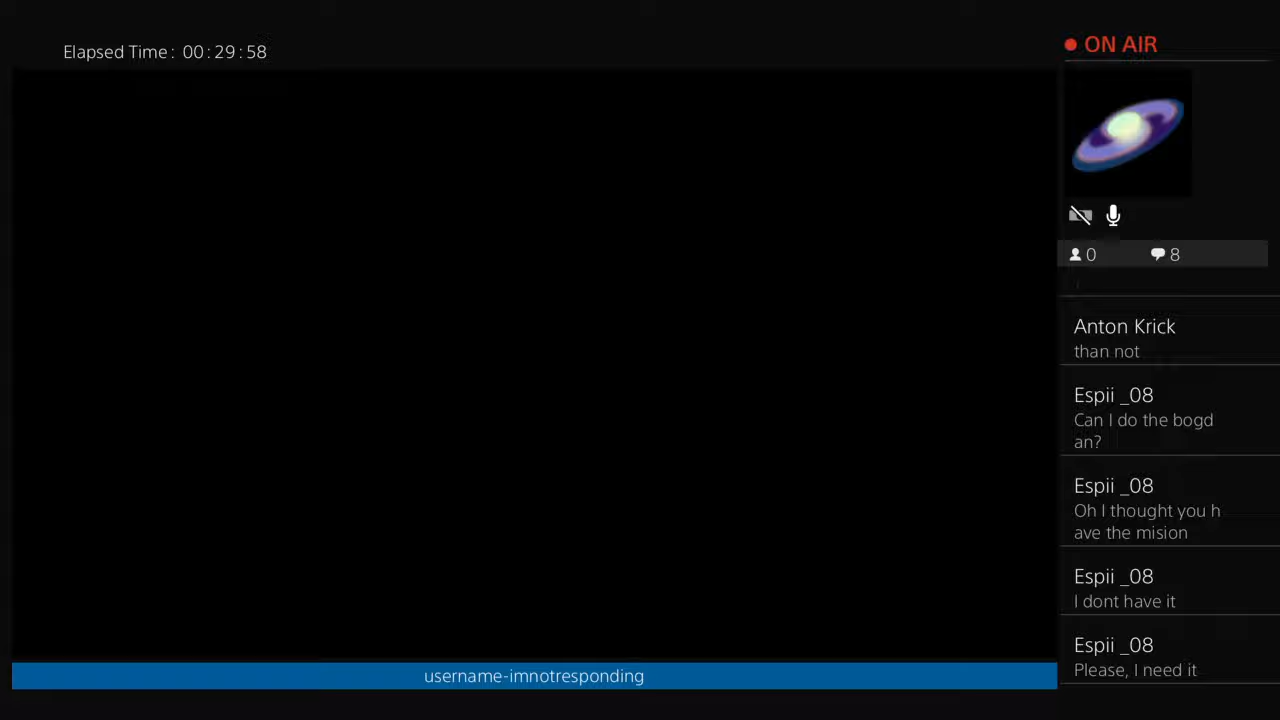 Elapsed Time: 00:29:58
ON AIR
0 8
Anton Krick
than not
Espii _08
Can I do the bogd
an?
Espii _08
Oh I thought you h
ave the mision
Espii _08
I dont have it
Espii _08
Please, I need it
username-imnotresponding